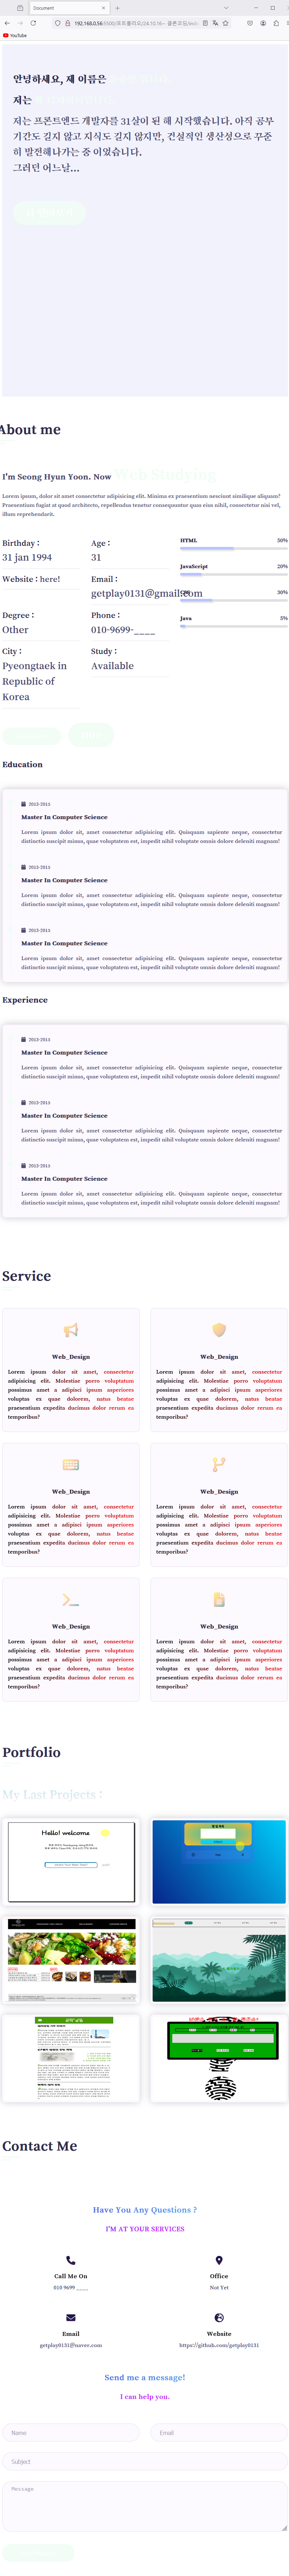 Document
192.168.0.56
YouTube
안녕하세요, 제 이름은
저는
저는 프론트엔드 개발자를 31살이 된 해 시작했습니다. 아직 공부
기간도 길지 않고 지식도 길지 않지만, 건설적인 생산성으로 꾸준
히 발전해나가는 중 이었습니다.
그러던 어느날...
About me
I'm Seong Hyun Yoon. Now Web Studying
Lorem ipsum, dolor sit amet consectetur adipisicing elit. Minima ex praesentium nesciunt similique aliquam?
Praesentium fugiat at quod architecto, repellendus tenetur consequuntur quas eius nihil, consectetur nisi vel,
illum reprehenderit.
Birthday :
31 jan 1994
Age :
31
Website : here!
Email :
getplay0131@gmail.com
Degree :
Other
Phone :
010-9699-____
City :
Pyeongtaek in
Republic of
Korea
Study :
Available
HTML 50%
JavaScript 20%
CSS 30%
Java 5%
Education
2013-2015
Master In Computer Science
Lorem ipsum dolor sit, amet consectetur adipisicing elit. Quisquam sapiente neque, consectetur
distinctio suscipit minus, quae voluptatem est, impedit nihil voluptate omnis dolore deleniti magnam!
2013-2015
Master In Computer Science
Lorem ipsum dolor sit, amet consectetur adipisicing elit. Quisquam sapiente neque, consectetur
distinctio suscipit minus, quae voluptatem est, impedit nihil voluptate omnis dolore deleniti magnam!
2013-2015
Master In Computer Science
Lorem ipsum dolor sit, amet consectetur adipisicing elit. Quisquam sapiente neque, consectetur
distinctio suscipit minus, quae voluptatem est, impedit nihil voluptate omnis dolore deleniti magnam!
Experience
2013-2015
Master In Computer Science
Lorem ipsum dolor sit, amet consectetur adipisicing elit. Quisquam sapiente neque, consectetur
distinctio suscipit minus, quae voluptatem est, impedit nihil voluptate omnis dolore deleniti magnam!
2013-2015
Master In Computer Science
Lorem ipsum dolor sit, amet consectetur adipisicing elit. Quisquam sapiente neque, consectetur
distinctio suscipit minus, quae voluptatem est, impedit nihil voluptate omnis dolore deleniti magnam!
2013-2015
Master In Computer Science
Lorem ipsum dolor sit, amet consectetur adipisicing elit. Quisquam sapiente neque, consectetur
distinctio suscipit minus, quae voluptatem est, impedit nihil voluptate omnis dolore deleniti magnam!
Service
Web_Design
Lorem ipsum dolor sit amet, consectetur
adipisicing elit. Molestiae porro voluptatum
possimus amet a adipisci ipsum asperiores
voluptas ex quae dolorem, natus beatae
praesentium expedita ducimus dolor rerum ea
temporibus?
Web_Design
Lorem ipsum dolor sit amet, consectetur
adipisicing elit. Molestiae porro voluptatum
possimus amet a adipisci ipsum asperiores
voluptas ex quae dolorem, natus beatae
praesentium expedita ducimus dolor rerum ea
temporibus?
Web_Design
Lorem ipsum dolor sit amet, consectetur
adipisicing elit. Molestiae porro voluptatum
possimus amet a adipisci ipsum asperiores
voluptas ex quae dolorem, natus beatae
praesentium expedita ducimus dolor rerum ea
temporibus?
Web_Design
Lorem ipsum dolor sit amet, consectetur
adipisicing elit. Molestiae porro voluptatum
possimus amet a adipisci ipsum asperiores
voluptas ex quae dolorem, natus beatae
praesentium expedita ducimus dolor rerum ea
temporibus?
Web_Design
Lorem ipsum dolor sit amet, consectetur
adipisicing elit. Molestiae porro voluptatum
possimus amet a adipisci ipsum asperiores
voluptas ex quae dolorem, natus beatae
praesentium expedita ducimus dolor rerum ea
temporibus?
Web_Design
Lorem ipsum dolor sit amet, consectetur
adipisicing elit. Molestiae porro voluptatum
possimus amet a adipisci ipsum asperiores
voluptas ex quae dolorem, natus beatae
praesentium expedita ducimus dolor rerum ea
temporibus?
Portfolio
My Last Projects :
Hello! welcome
Contact Me
Have You Any Questions ?
I'M AT YOUR SERVICES
Call Me On
010-9699 ____
Office
Not Yet
Email
getplay0131@naver.com
Website
https://github.com/getplay0131
Send me a message!
I can help you.
Name
Email
Subject
Message